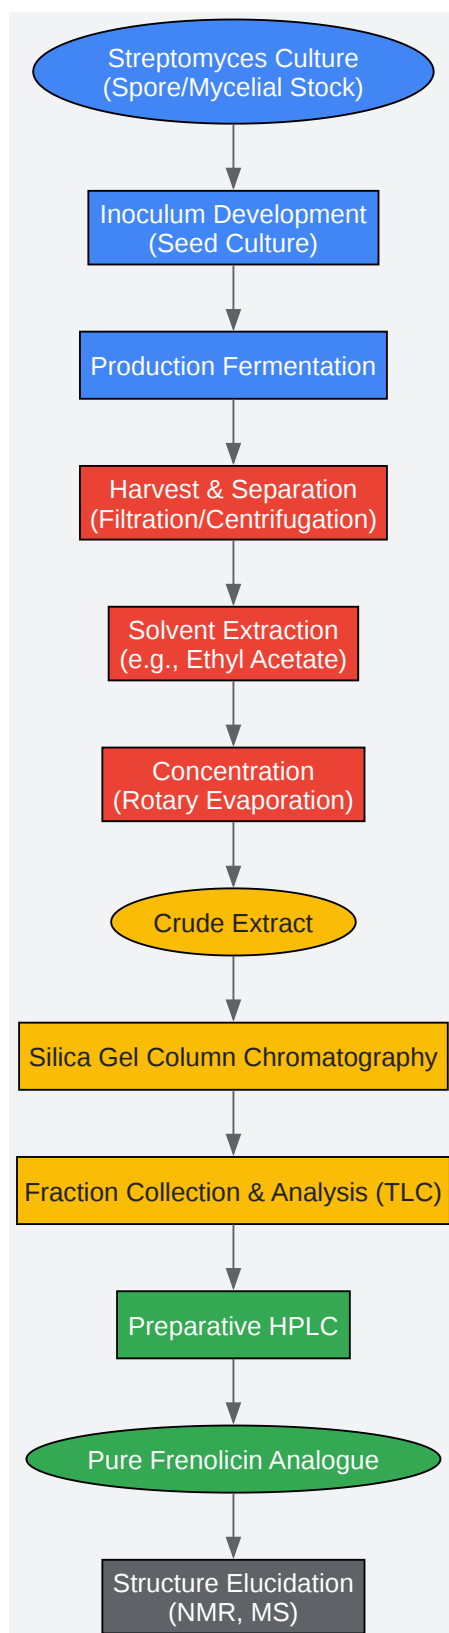 Streptomyces Culture
(Spore/Mycelial Stock)
Inoculum Development
(Seed Culture)
Production Fermentation
Harvest & Separation
(Filtration/Centrifugation)
Solvent Extraction
(e.g., Ethyl Acetate)
Concentration
(Rotary Evaporation)
Crude Extract
Silica Gel Column Chromatography
Fraction Collection & Analysis (TLC)
Preparative HPLC
Pure Frenolicin Analogue
Structure Elucidation
(NMR, MS)